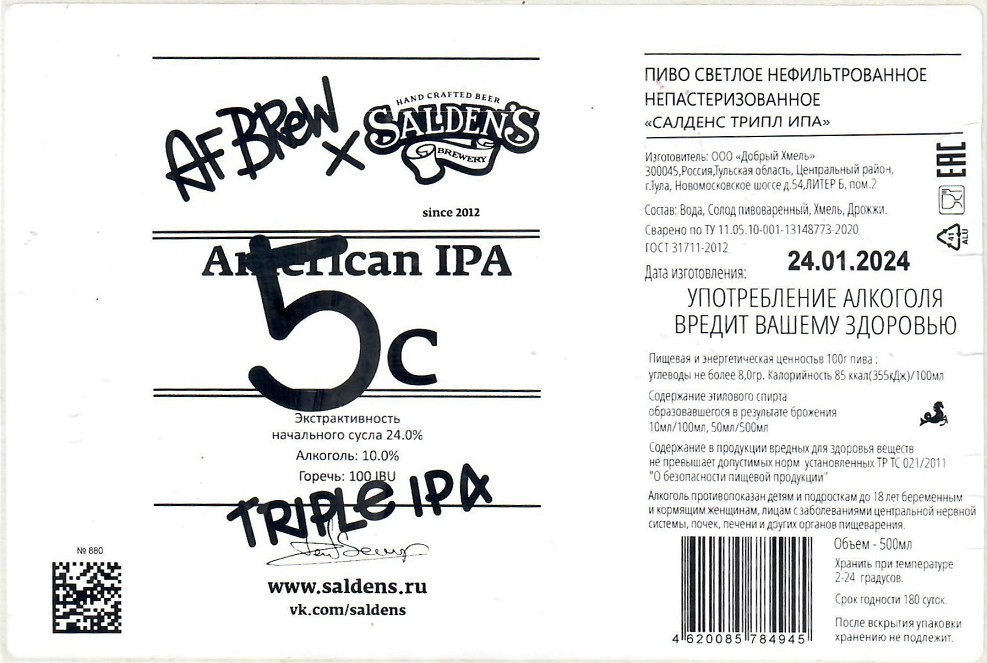 AF BREW X
HAND CRAFTED BEER
SALDEN'S
BREWERY
since 2012
American IPA
5C
Экстрактивность
начального сусла 24.0%
Алкоголь: 10.0%
Горечь: 100 IBU
TRIPLE IPA
www.saldens.ru
vk.com/saldens
№ 880
ПИВО СВЕТЛОЕ НЕФИЛЬТРОВАННОЕ
НЕПАСТЕРИЗОВАННОЕ
«САЛДЕНС ТРИПЛ ИПА»
Изготовитель: ООО «Добрый Хмель»
300045,Россия,Тульская область, Центральный район,
г.Тула, Новомосковское шоссе д.54,ЛИТЕР Б, пом.2
Состав: Вода, Солод пивоваренный, Хмель, Дрожжи.
Сварено по ТУ 11.05.10-001-13148773-2020
ГОСТ 31711-2012
Дата изготовления: 24.01.2024
EAC
41
ALU
УПОТРЕБЛЕНИЕ АЛКОГОЛЯ
ВРЕДИТ ВАШЕМУ ЗДОРОВЬЮ
Пищевая и энергетическая ценностьв 100г пива :
углеводы не более 8,0гр. Калорийность 85 ккал(355кДж)/100мл
Содержание этилового спирта
образовавшегося в результате брожения
10мл/100мл, 50мл/500мл
Содержание в продукции вредных для здоровья веществ
не превышает допустимых норм установленных ТР ТС 021/2011
"О безопасности пищевой продукции"
Алкоголь противопоказан детям и подросткам до 18 лет беременным
и кормящим женщинам, лицам с заболеваниями центральной нервной
системы, почек, печени и других органов пищеварения.
Объем - 500мл
Хранить при температуре
2-24 градусов.
Срок годности 180 суток.
После вскрытия упаковки
хранению не подлежит.
4 620085 784945